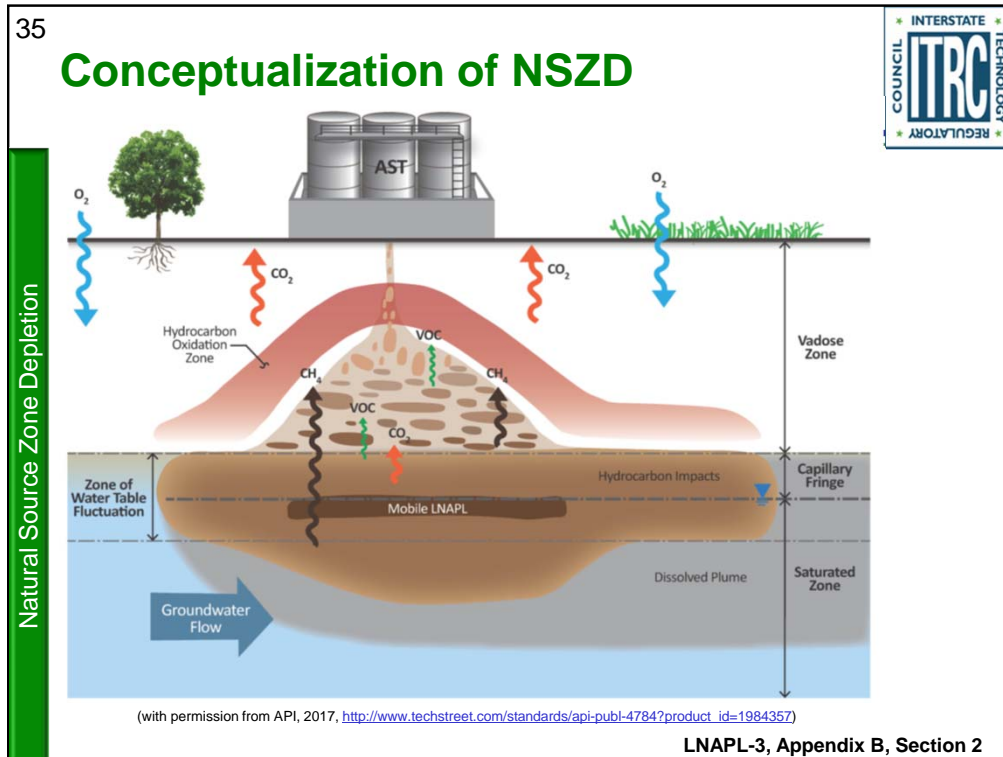 35
Conceptualization of NSZD
INTERSTATE
TECHNOLOGY
REGULATORY
COUNCIL
ITRC
Natural Source Zone Depletion
AST
O2
O2
CO2
CO2
Hydrocarbon
Oxidation
Zone
VOC
CH4
CH4
VOC
CO2
Vadose
Zone
Zone of
Water Table
Fluctuation
Hydrocarbon Impacts
Capillary
Fringe
Mobile LNAPL
Dissolved Plume
Saturated
Zone
Groundwater
Flow
(with permission from API, 2017, http://www.techstreet.com/standards/api-publ-4784?product_id=1984357)
LNAPL-3, Appendix B, Section 2